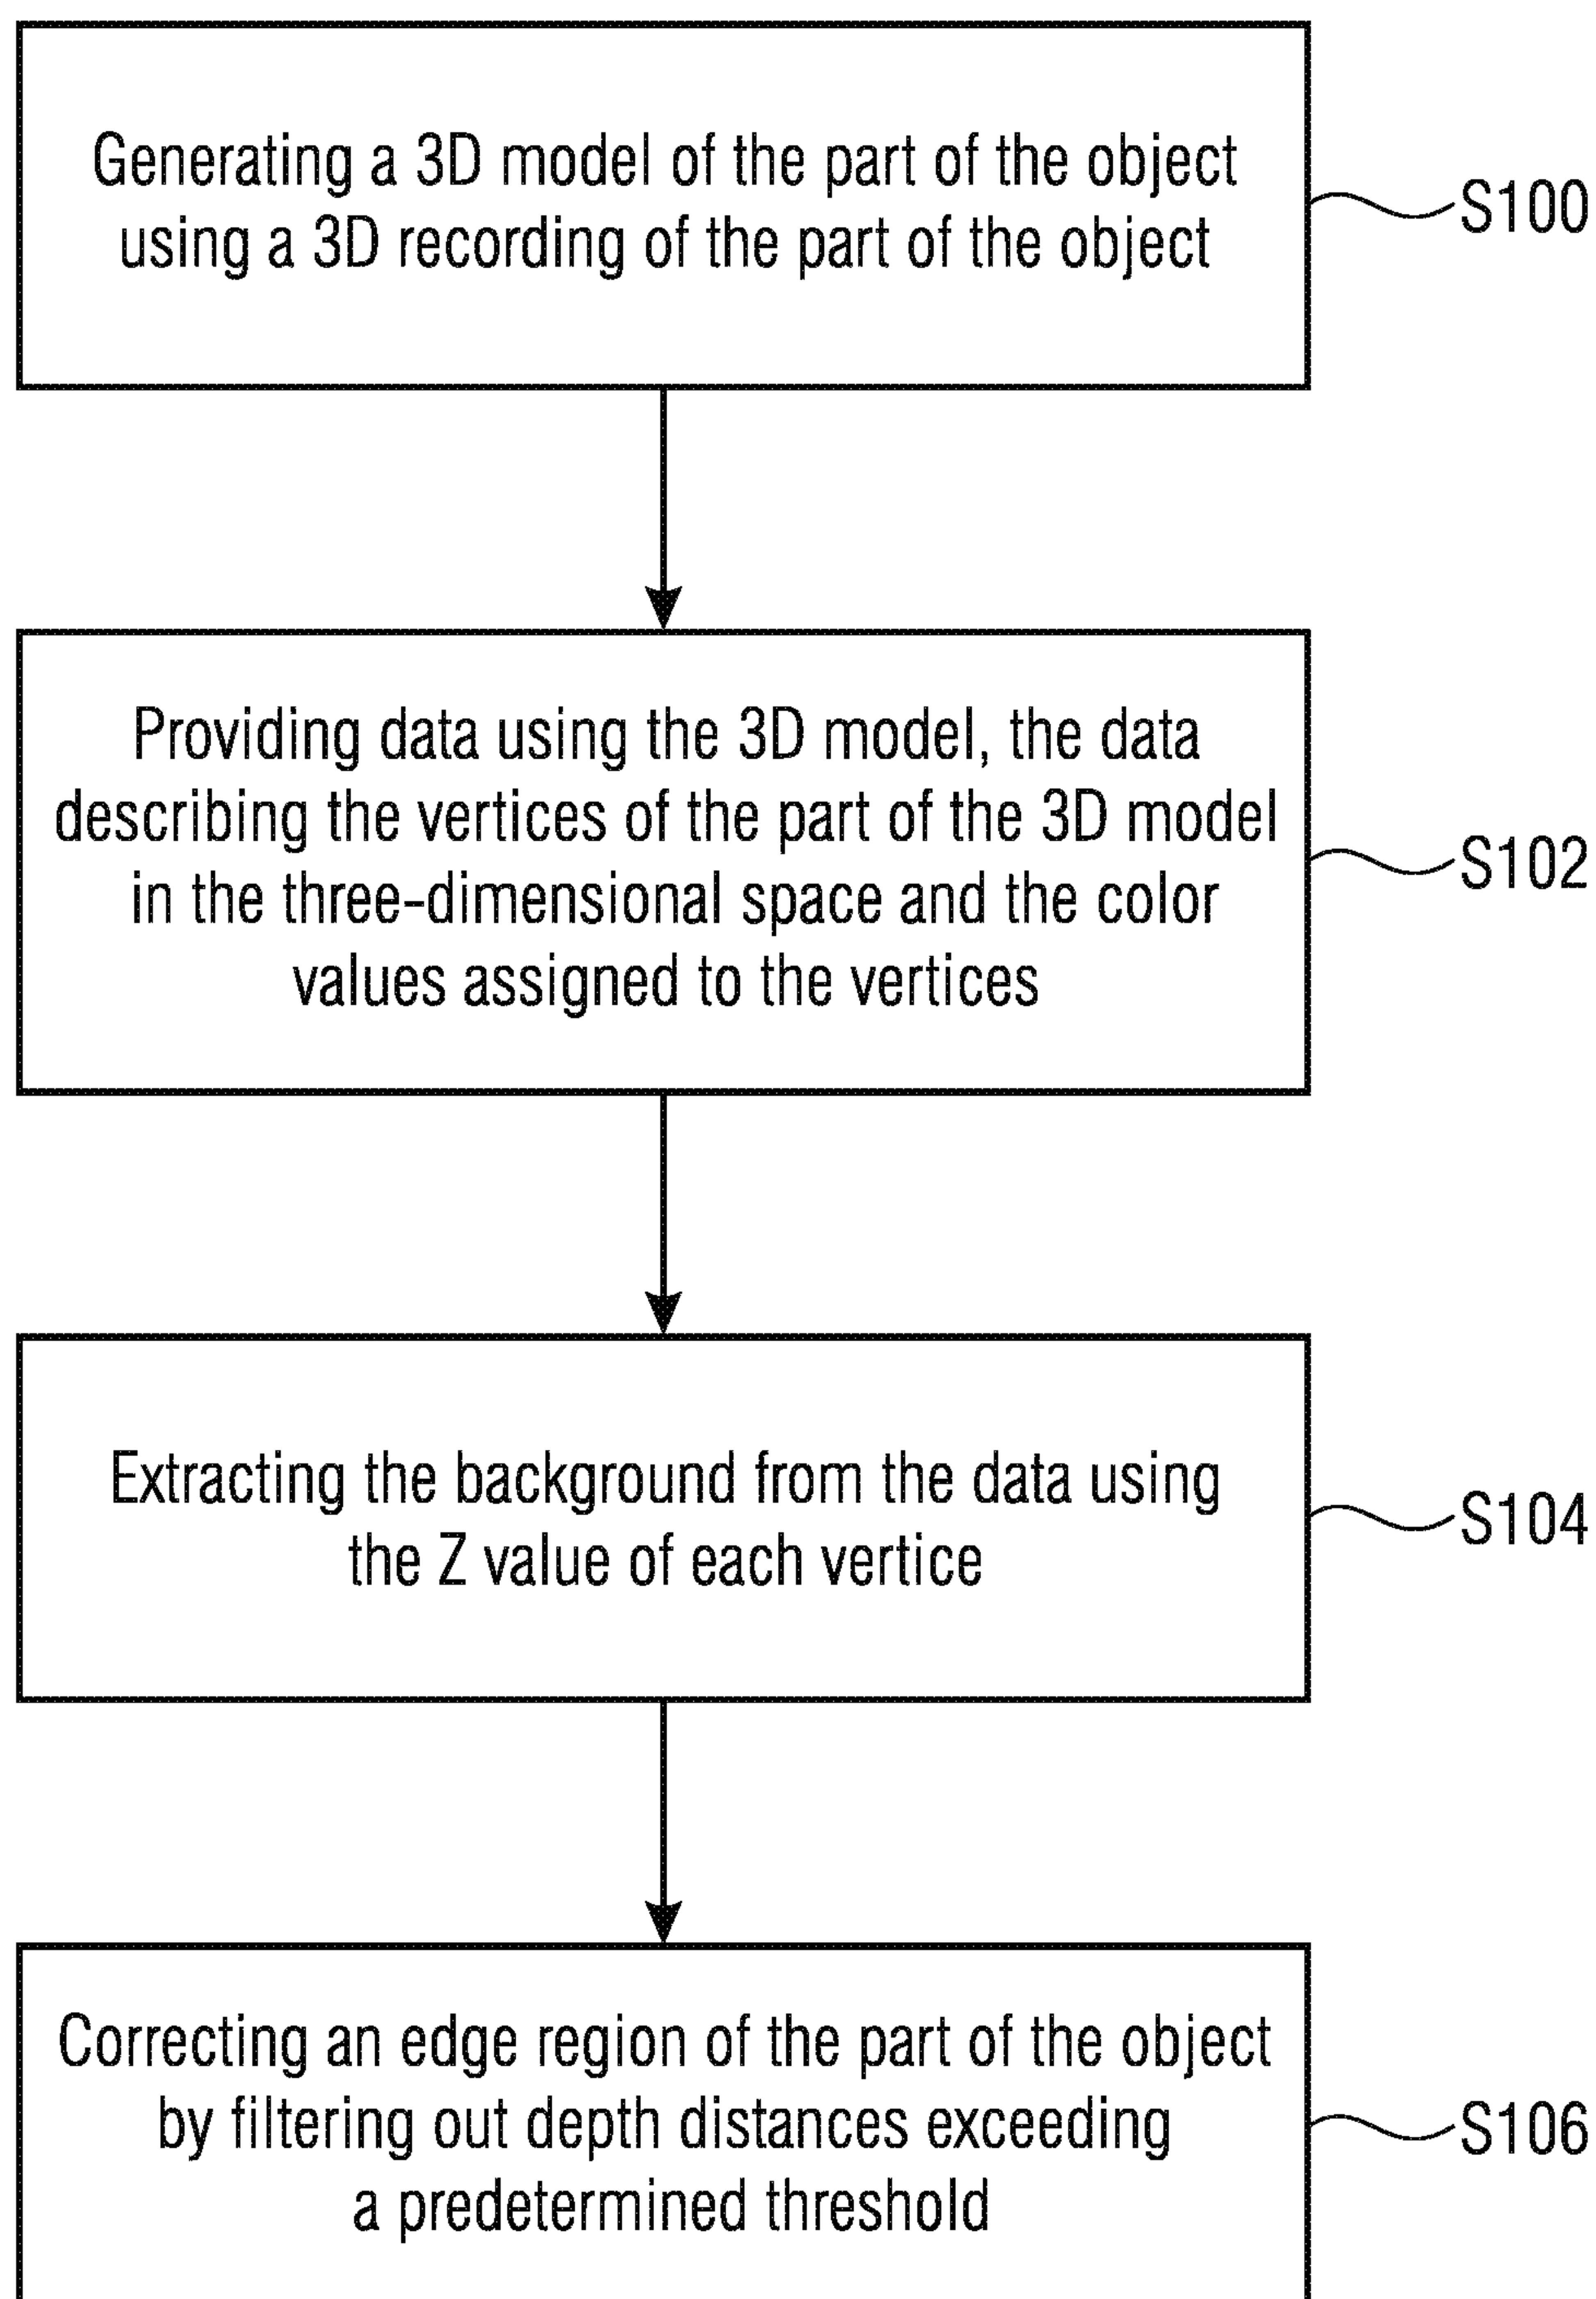 Generating a 3D model of the part of the object
using a 3D recording of the part of the object
S100
Providing data using the 3D model, the data
describing the vertices of the part of the 3D model
in the three-dimensional space and the color
values assigned to the vertices
S102
Extracting the background from the data using
the Z value of each vertice
S104
Correcting an edge region of the part of the object
by filtering out depth distances exceeding
a predetermined threshold
S106